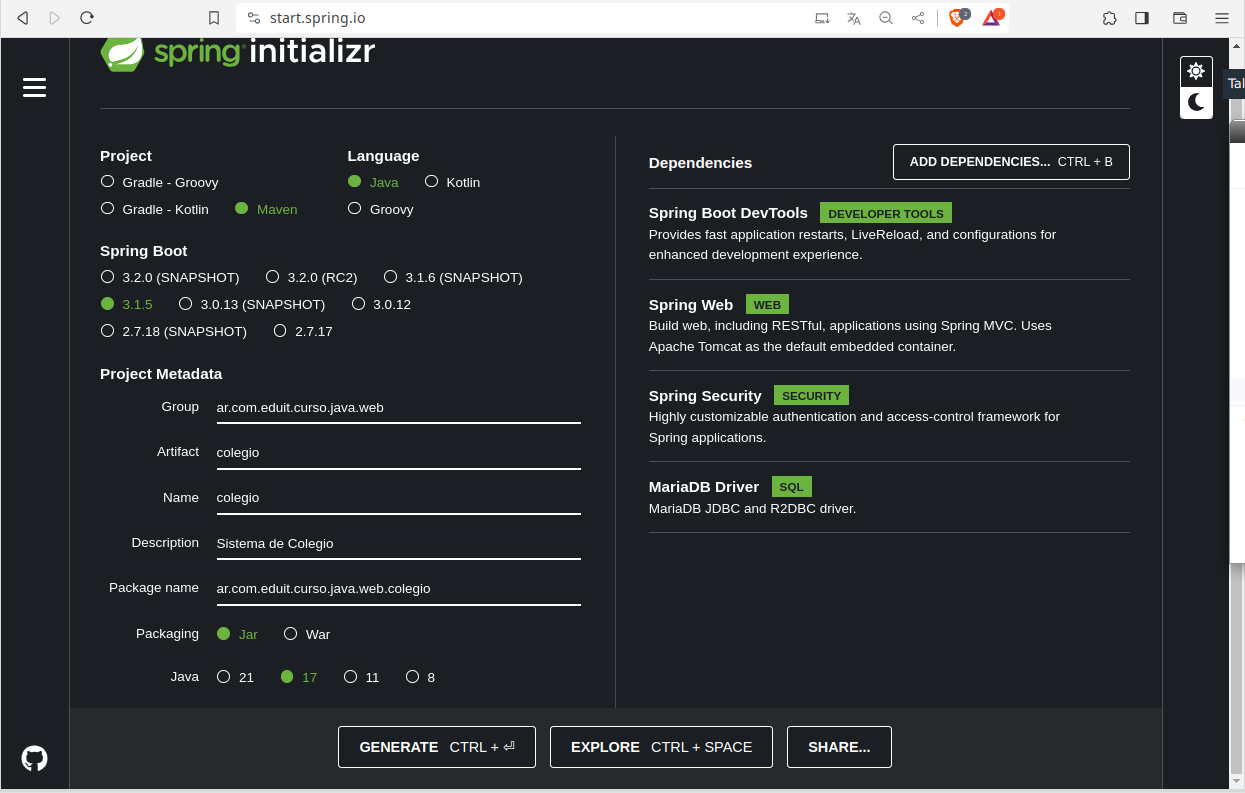 start.spring.io
2
1
spring initializr
Tal
Project
Gradle - Groovy
Gradle - Kotlin Maven
Language
Java Kotlin
Groovy
Spring Boot
3.2.0 (SNAPSHOT) 3.2.0 (RC2) 3.1.6 (SNAPSHOT)
3.1.5 3.0.13 (SNAPSHOT) 3.0.12
2.7.18 (SNAPSHOT) 2.7.17
Project Metadata
Group ar.com.eduit.curso.java.web
Artifact colegio
Name colegio
Description Sistema de Colegio
Package name ar.com.eduit.curso.java.web.colegio
Packaging Jar War
Java 21 17 11 8
Dependencies ADD DEPENDENCIES... CTRL + B
Spring Boot DevTools DEVELOPER TOOLS
Provides fast application restarts, LiveReload, and configurations for
enhanced development experience.
Spring Web WEB
Build web, including RESTful, applications using Spring MVC. Uses
Apache Tomcat as the default embedded container.
Spring Security SECURITY
Highly customizable authentication and access-control framework for
Spring applications.
MariaDB Driver SQL
MariaDB JDBC and R2DBC driver.
GENERATE CTRL + ⏎ EXPLORE CTRL + SPACE SHARE...